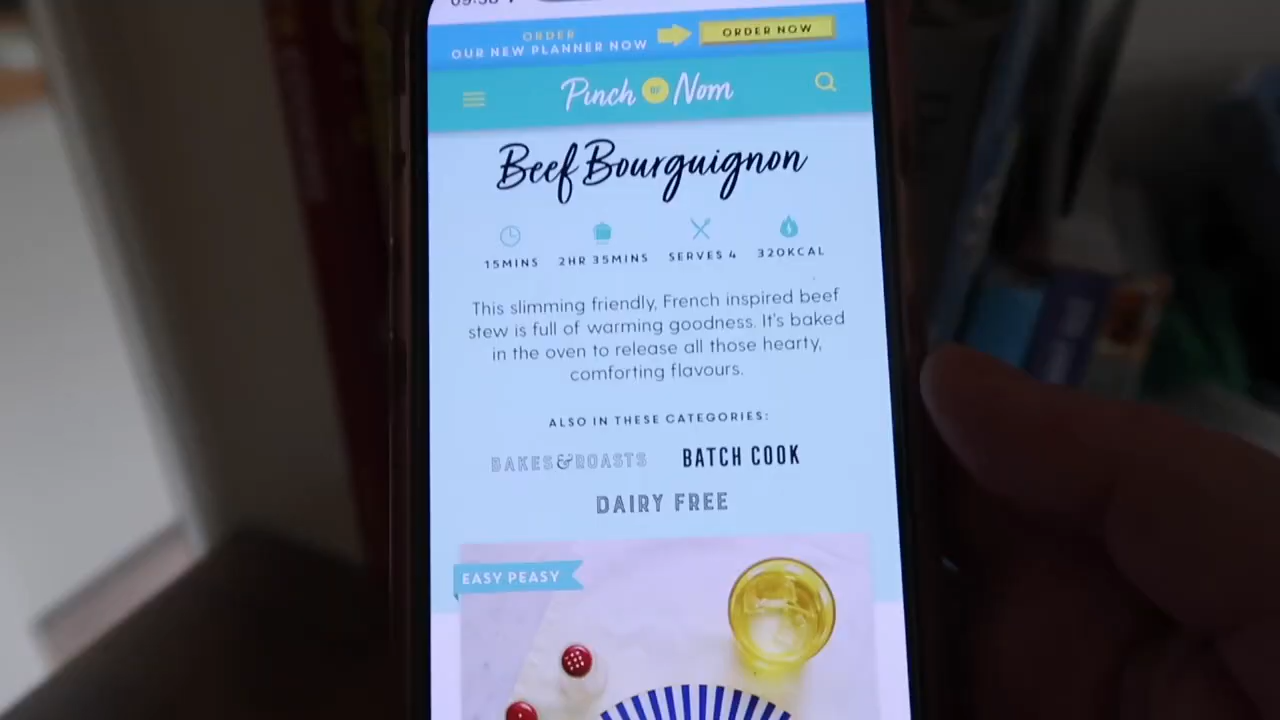 ORDER
OUR NEW PLANNER NOW
ORDER NOW
Pinch OF Nom
Beef Bourguignon
15MINS 2HR 35MINS SERVES 4 320KCAL
This slimming friendly, French inspired beef
stew is full of warming goodness. It's baked
in the oven to release all those hearty,
comforting flavours.
ALSO IN THESE CATEGORIES:
BAKES&ROASTS BATCH COOK
DAIRY FREE
EASY PEASY